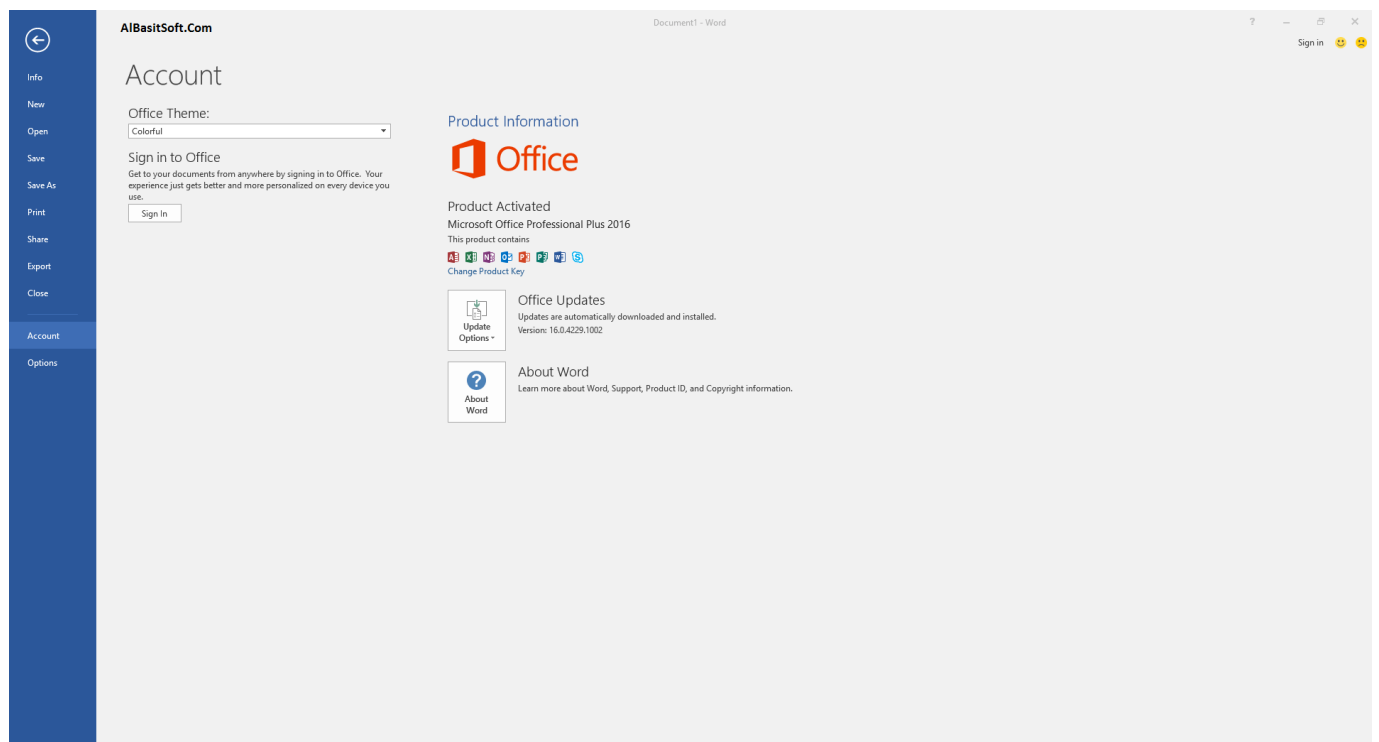 AlBasitSoft.Com
Document1 - Word
?
Sign in
Info
New
Open
Save
Save As
Print
Share
Export
Close
Account
Options
Account
Office Theme:
Colorful
Sign in to Office
Get to your documents from anywhere by signing in to Office. Your
experience just gets better and more personalized on every device you
use.
Sign In
Product Information
Office
Product Activated
Microsoft Office Professional Plus 2016
This product contains
Change Product Key
Update
Options
Office Updates
Updates are automatically downloaded and installed.
Version: 16.0.4229.1002
?
About
Word
About Word
Learn more about Word, Support, Product ID, and Copyright information.